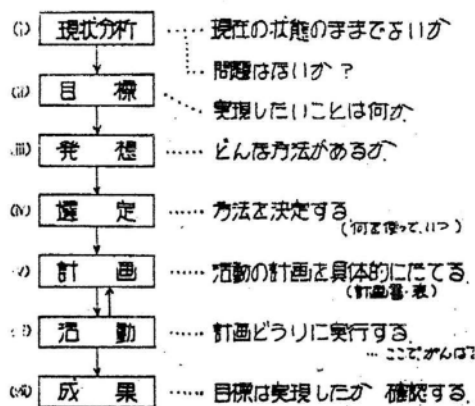 (i) 現状分析 …… 現在の状態のままでよいか
問題はないか?
(ii) 目標
実現したいことは何か
(iii) 発想 …… どんな方法があるか
(iv) 選定 …… 方法を決定する
(何を使って、いつ)
(v) 計画 …… 活動の計画を具体的にたてる
(計画書・表)
活動 …… 計画どうりに実行する
… ここでがんば
成果 …… 目標は実現したか 確認する